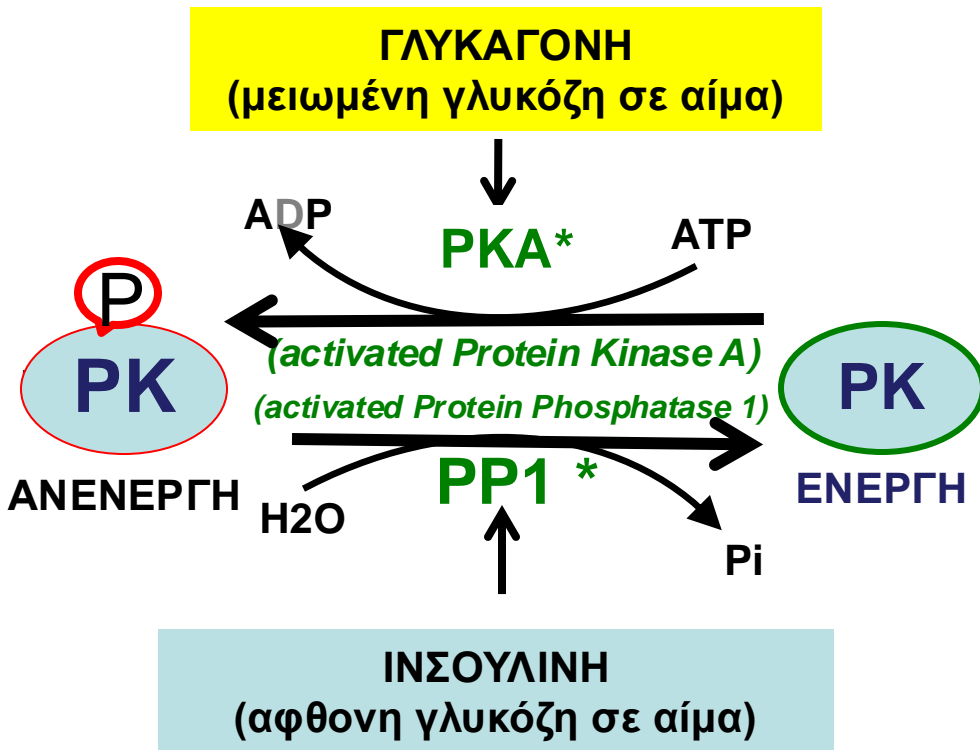 ΓΛΥΚΑΓΟΝΗ
(μειωμένη γλυκόζη σε αίμα)
ADP
PKA*
ATP
P
PK
(activated Protein Kinase A)
(activated Protein Phosphatase 1)
PK
ΑΝΕΝΕΡΓΗ
H2O
PP1 *
Pi
ΕΝΕΡΓΗ
ΙΝΣΟΥΛΙΝΗ
(αφθονη γλυκόζη σε αίμα)